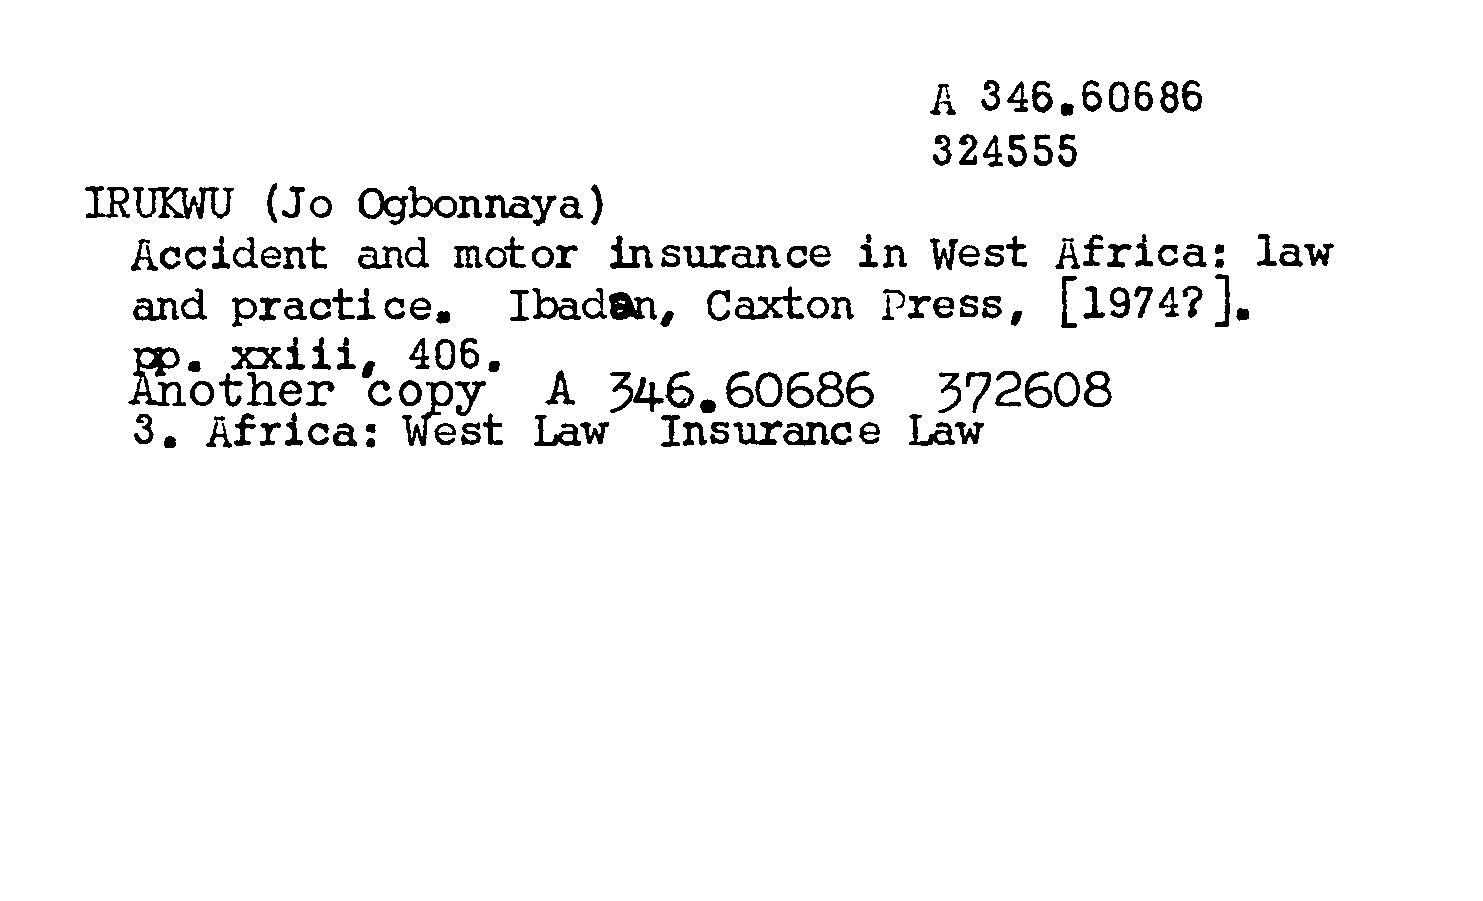 A 346.60686
324555
IRUKWU (Jo Ogbonnaya)
Accident and motor insurance in West Africa: law
and practice. Ibadan, Caxton Press, [1974?].
pp. xxiii, 406.
Another copy A 346.60686 372608
3. Africa: West Law Insurance Law